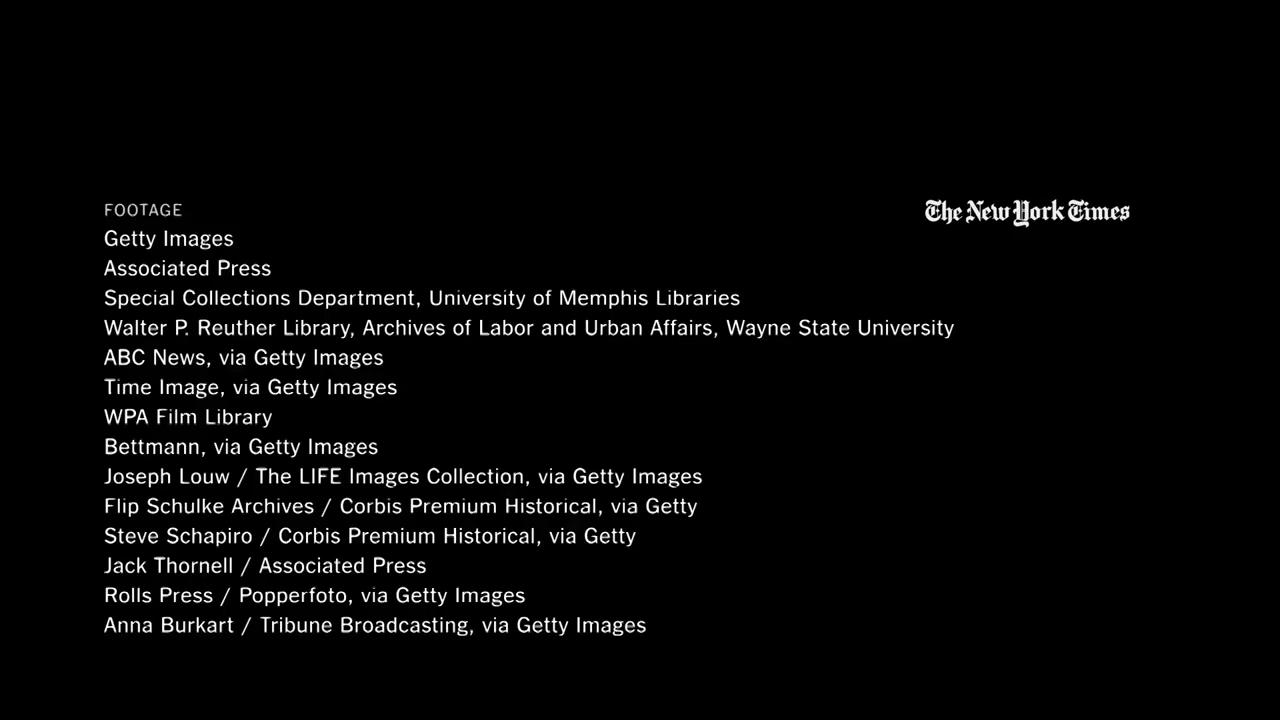 FOOTAGE
The New York Times
Getty Images
Associated Press
Special Collections Department, University of Memphis Libraries
Walter P. Reuther Library, Archives of Labor and Urban Affairs, Wayne State University
ABC News, via Getty Images
Time Image, via Getty Images
WPA Film Library
Bettmann, via Getty Images
Joseph Louw / The LIFE Images Collection, via Getty Images
Flip Schulke Archives / Corbis Premium Historical, via Getty
Steve Schapiro / Corbis Premium Historical, via Getty
Jack Thornell / Associated Press
Rolls Press / Popperfoto, via Getty Images
Anna Burkart / Tribune Broadcasting, via Getty Images